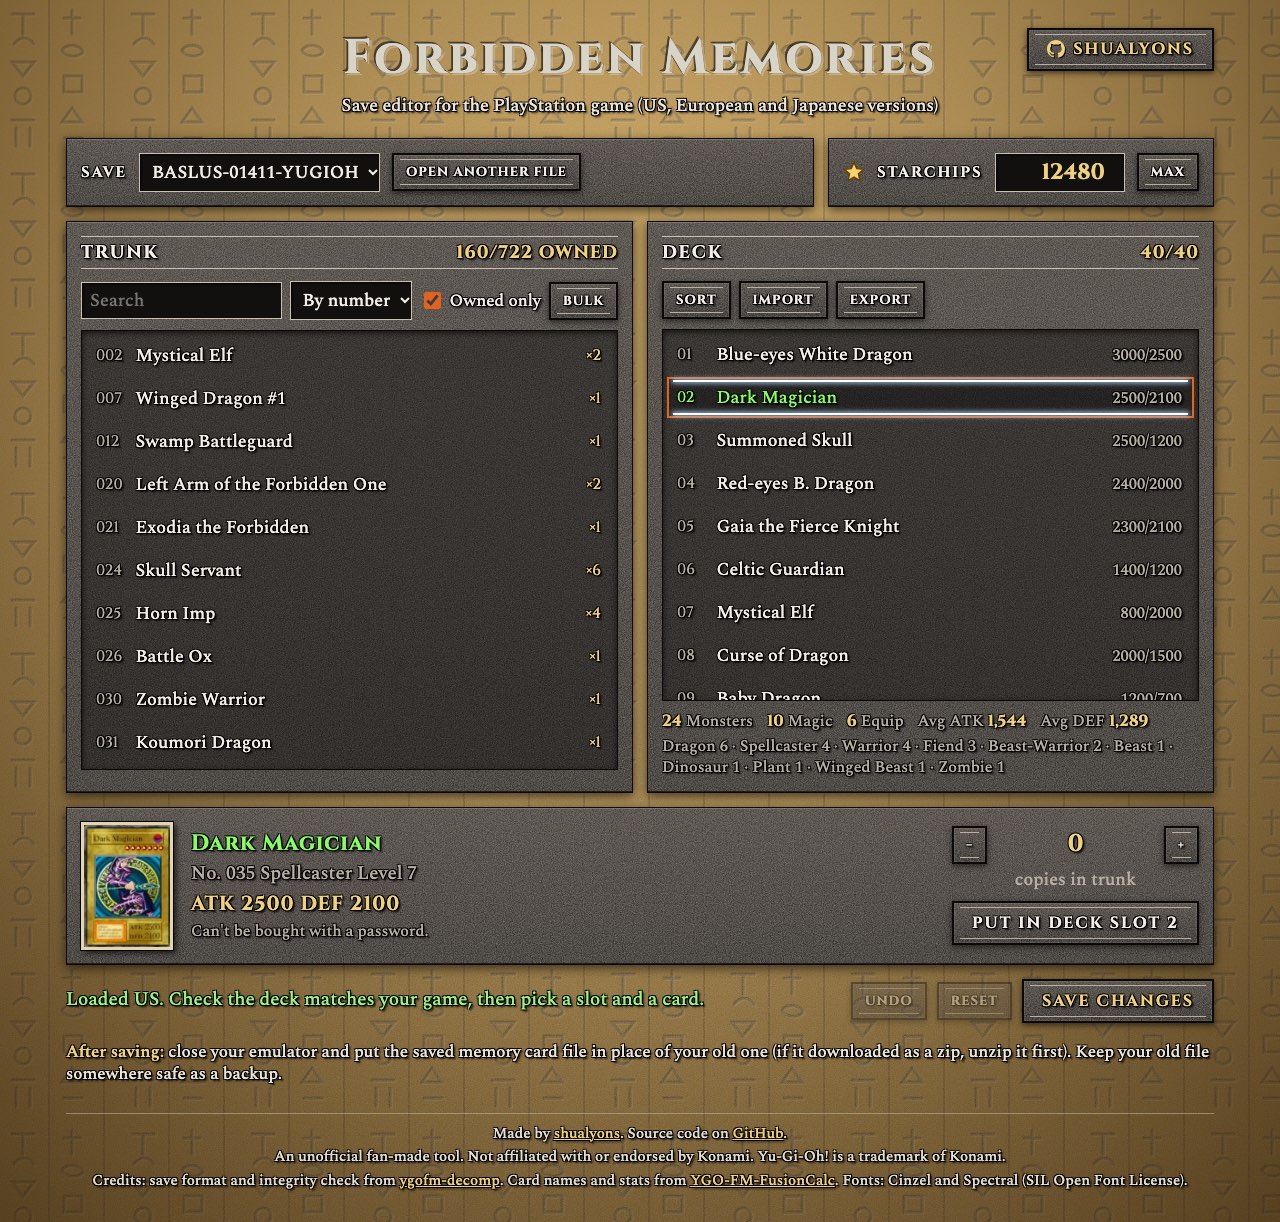 Forbidden Memories
SHUALYONS
Save editor for the PlayStation game (US, European and Japanese versions)
SAVE
BASLUS-01411-YUGIOH
OPEN ANOTHER FILE
STARCHIPS
12480
MAX
TRUNK
160/722 OWNED
Search
By number
Owned only
BULK
002 Mystical Elf ×2
007 Winged Dragon #1 ×1
012 Swamp Battleguard ×1
020 Left Arm of the Forbidden One ×2
021 Exodia the Forbidden ×1
024 Skull Servant ×6
025 Horn Imp ×4
026 Battle Ox ×1
030 Zombie Warrior ×1
031 Koumori Dragon ×1
DECK
40/40
SORT
IMPORT
EXPORT
01 Blue-eyes White Dragon 3000/2500
02 Dark Magician 2500/2100
03 Summoned Skull 2500/1200
04 Red-eyes B. Dragon 2400/2000
05 Gaia the Fierce Knight 2300/2100
06 Celtic Guardian 1400/1200
07 Mystical Elf 800/2000
08 Curse of Dragon 2000/1500
09 Baby Dragon 1200/700
24 Monsters 10 Magic 6 Equip Avg ATK 1,544 Avg DEF 1,289
Dragon 6 · Spellcaster 4 · Warrior 4 · Fiend 3 · Beast-Warrior 2 · Beast 1 ·
Dinosaur 1 · Plant 1 · Winged Beast 1 · Zombie 1
Dark Magician
ATK 2500
Dark Magician
No. 035 Spellcaster Level 7
ATK 2500 DEF 2100
Can't be bought with a password.
-
0
+
copies in trunk
PUT IN DECK SLOT 2
Loaded US. Check the deck matches your game, then pick a slot and a card.
UNDO
RESET
SAVE CHANGES
After saving: close your emulator and put the saved memory card file in place of your old one (if it downloaded as a zip, unzip it first). Keep your old file
somewhere safe as a backup.
Made by shualyons. Source code on GitHub.
An unofficial fan-made tool. Not affiliated with or endorsed by Konami. Yu-Gi-Oh! is a trademark of Konami.
Credits: save format and integrity check from ygofm-decomp. Card names and stats from YGO-FM-FusionCalc. Fonts: Cinzel and Spectral (SIL Open Font License).